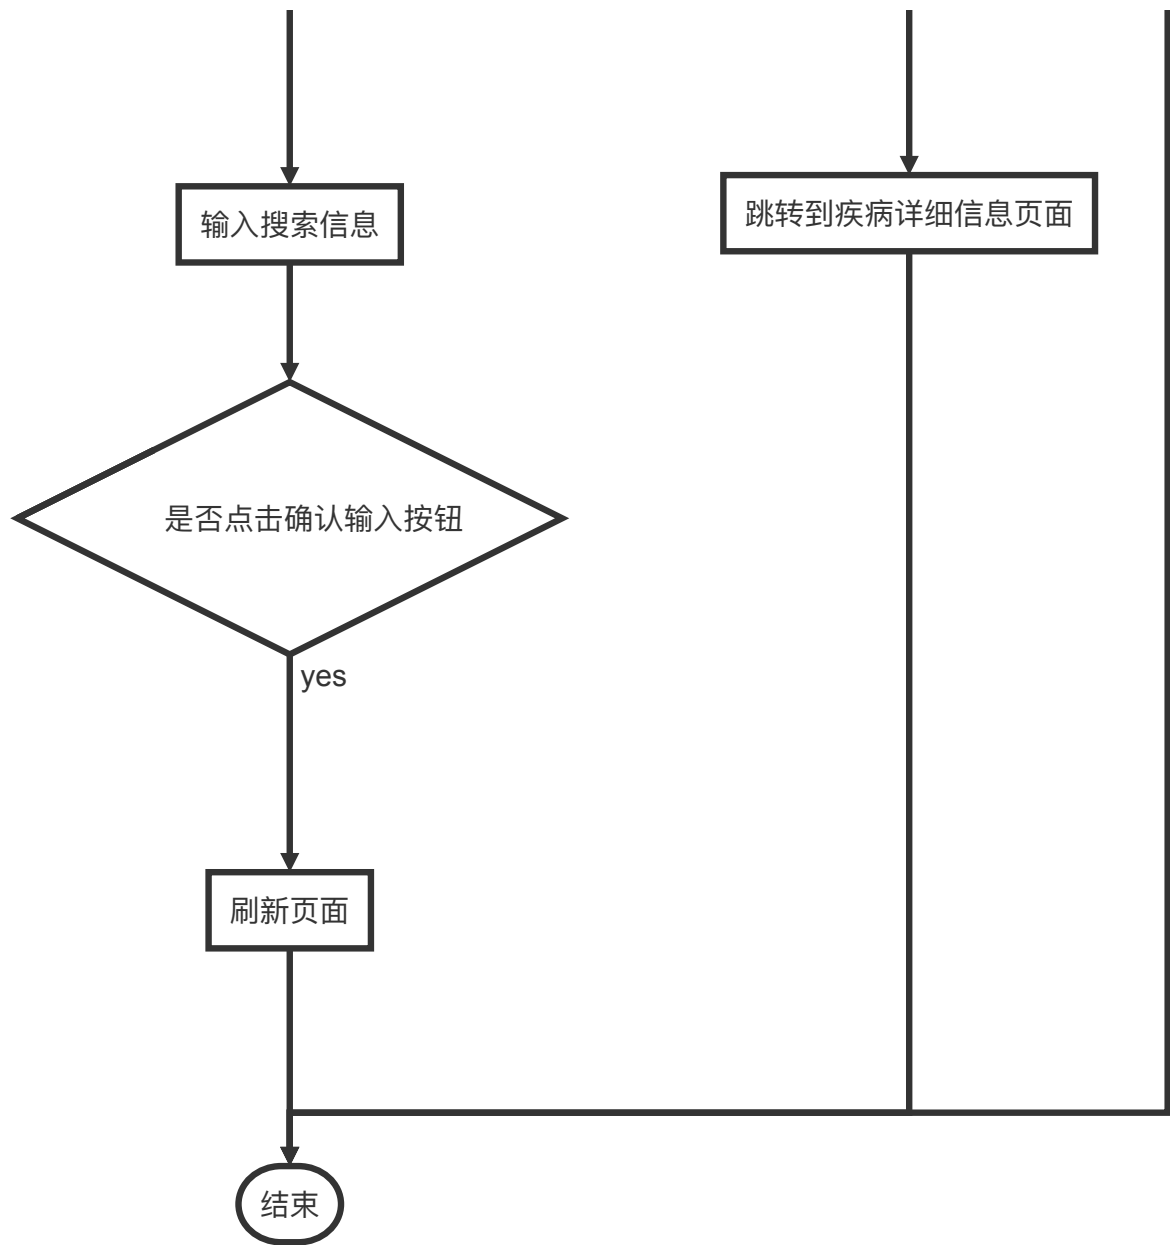 输入搜索信息
跳转到疾病详细信息页面
是否点击确认输入按钮
yes
刷新页面
结束